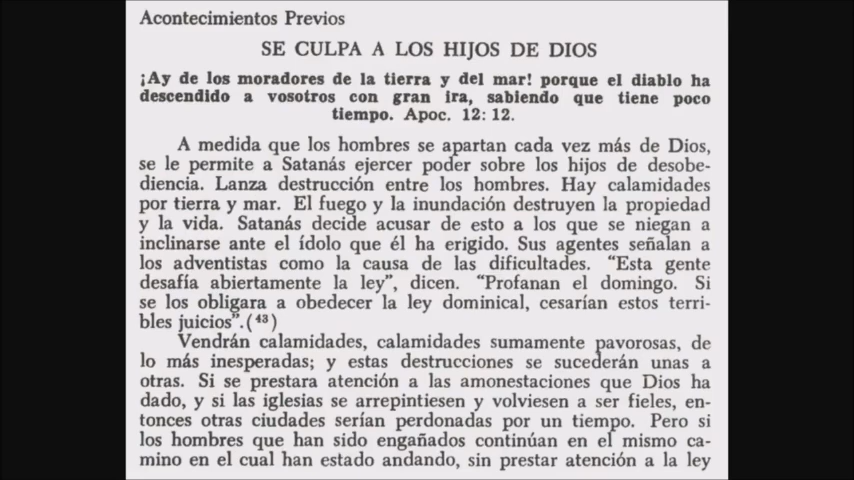 Acontecimientos Previos
SE CULPA A LOS HIJOS DE DIOS
¡Ay de los moradores de la tierra y del mar! porque el diablo ha
descendido a vosotros con gran ira, sabiendo que tiene poco
tiempo. Apoc. 12: 12.
A medida que los hombres se apartan cada vez más de Dios,
se le permite a Satanás ejercer poder sobre los hijos de desobe-
diencia. Lanza destrucción entre los hombres. Hay calamidades
por tierra y mar. El fuego y la inundación destruyen la propiedad
y la vida. Satanás decide acusar de esto a los que se niegan a
inclinarse ante el ídolo que él ha erigido. Sus agentes señalan a
los adventistas como la causa de las dificultades. “Esta gente
desafía abiertamente la ley”, dicen. “Profanan el domingo. Si
se los obligara a obedecer la ley dominical, cesarían estos terri-
bles juicios”.(⁴³)
Vendrán calamidades, calamidades sumamente pavorosas, de
lo más inesperadas; y estas destrucciones se sucederán unas a
otras. Si se prestara atención a las amonestaciones que Dios ha
dado, y si las iglesias se arrepintiesen y volviesen a ser fieles, en-
tonces otras ciudades serían perdonadas por un tiempo. Pero si
los hombres que han sido engañados continúan en el mismo ca-
mino en el cual han estado andando, sin prestar atención a la ley